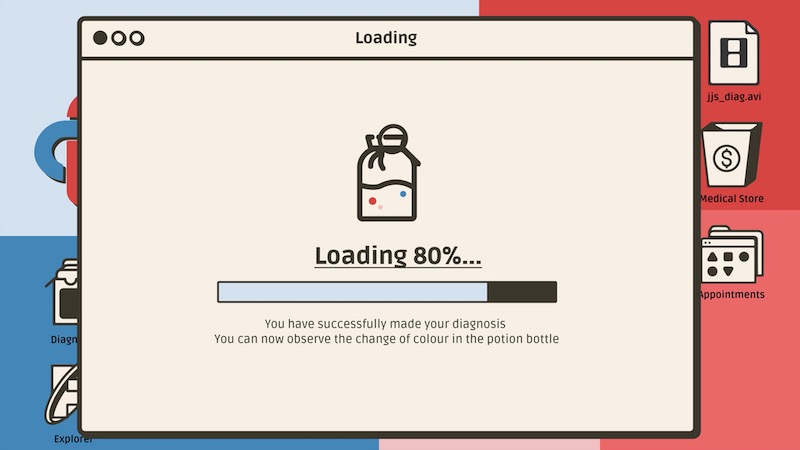 Loading
jjs_diag.avi
Medical Store
Appointments
Loading 80%...
You have successfully made your diagnosis
You can now observe the change of colour in the potion bottle
Diagn
Explorer